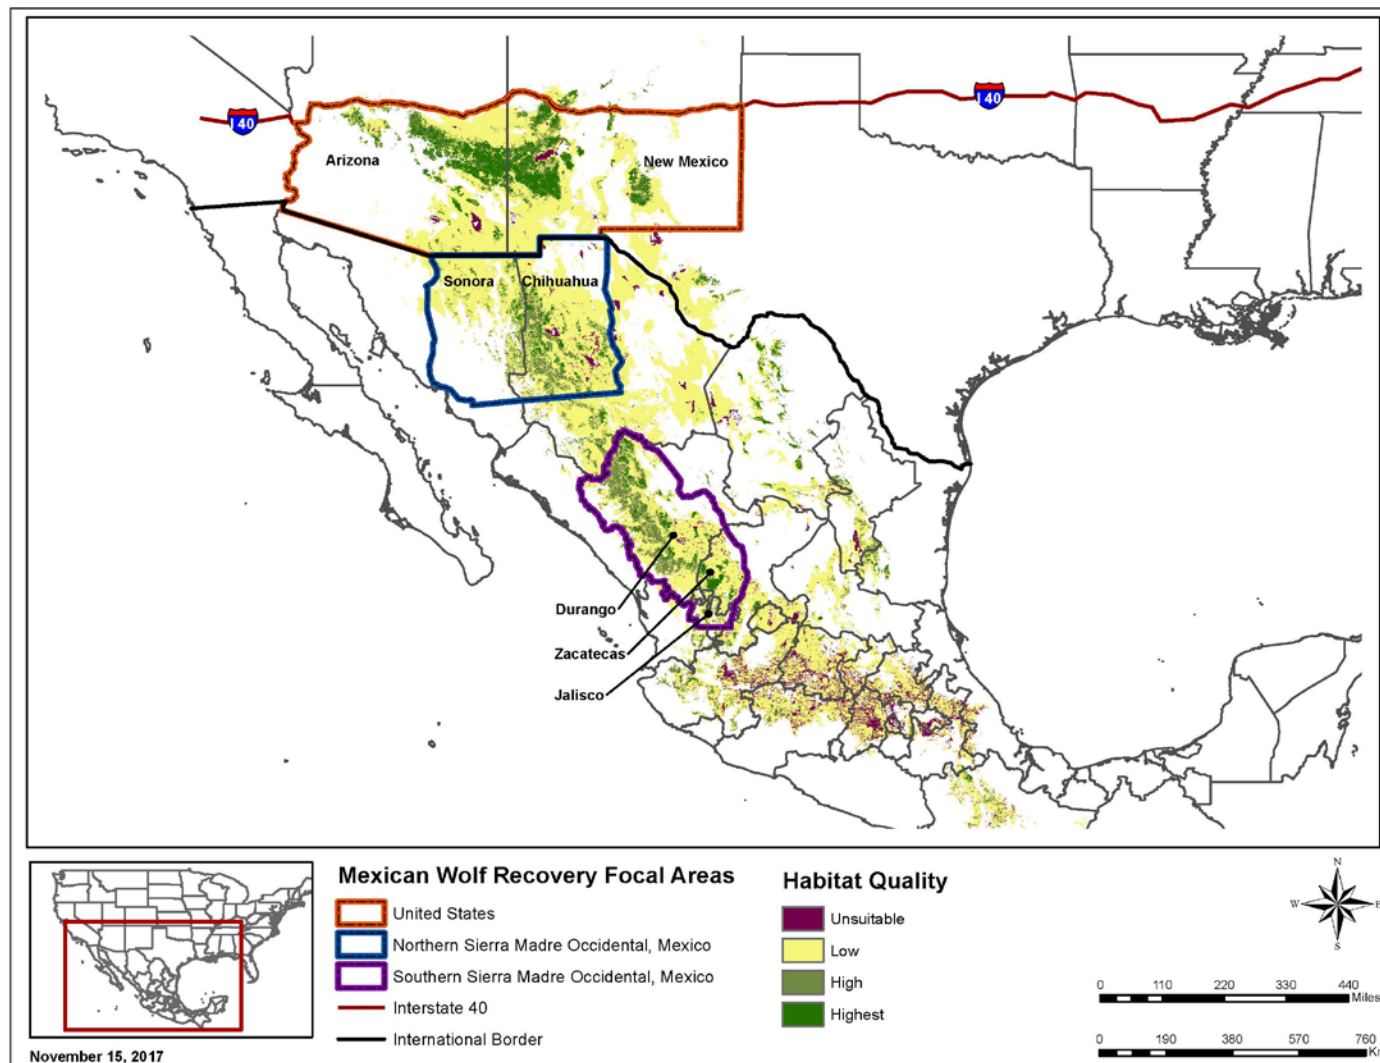 40
40
Arizona
New Mexico
Sonora
Chihuahua
Durango
Zacatecas
Jalisco
Mexican Wolf Recovery Focal Areas
United States
Northern Sierra Madre Occidental, Mexico
Southern Sierra Madre Occidental, Mexico
Interstate 40
International Border
Habitat Quality
Unsuitable
Low
High
Highest
N
W E
S
0 110 220 330 440
Miles
0 190 380 570 760
November 15, 2017